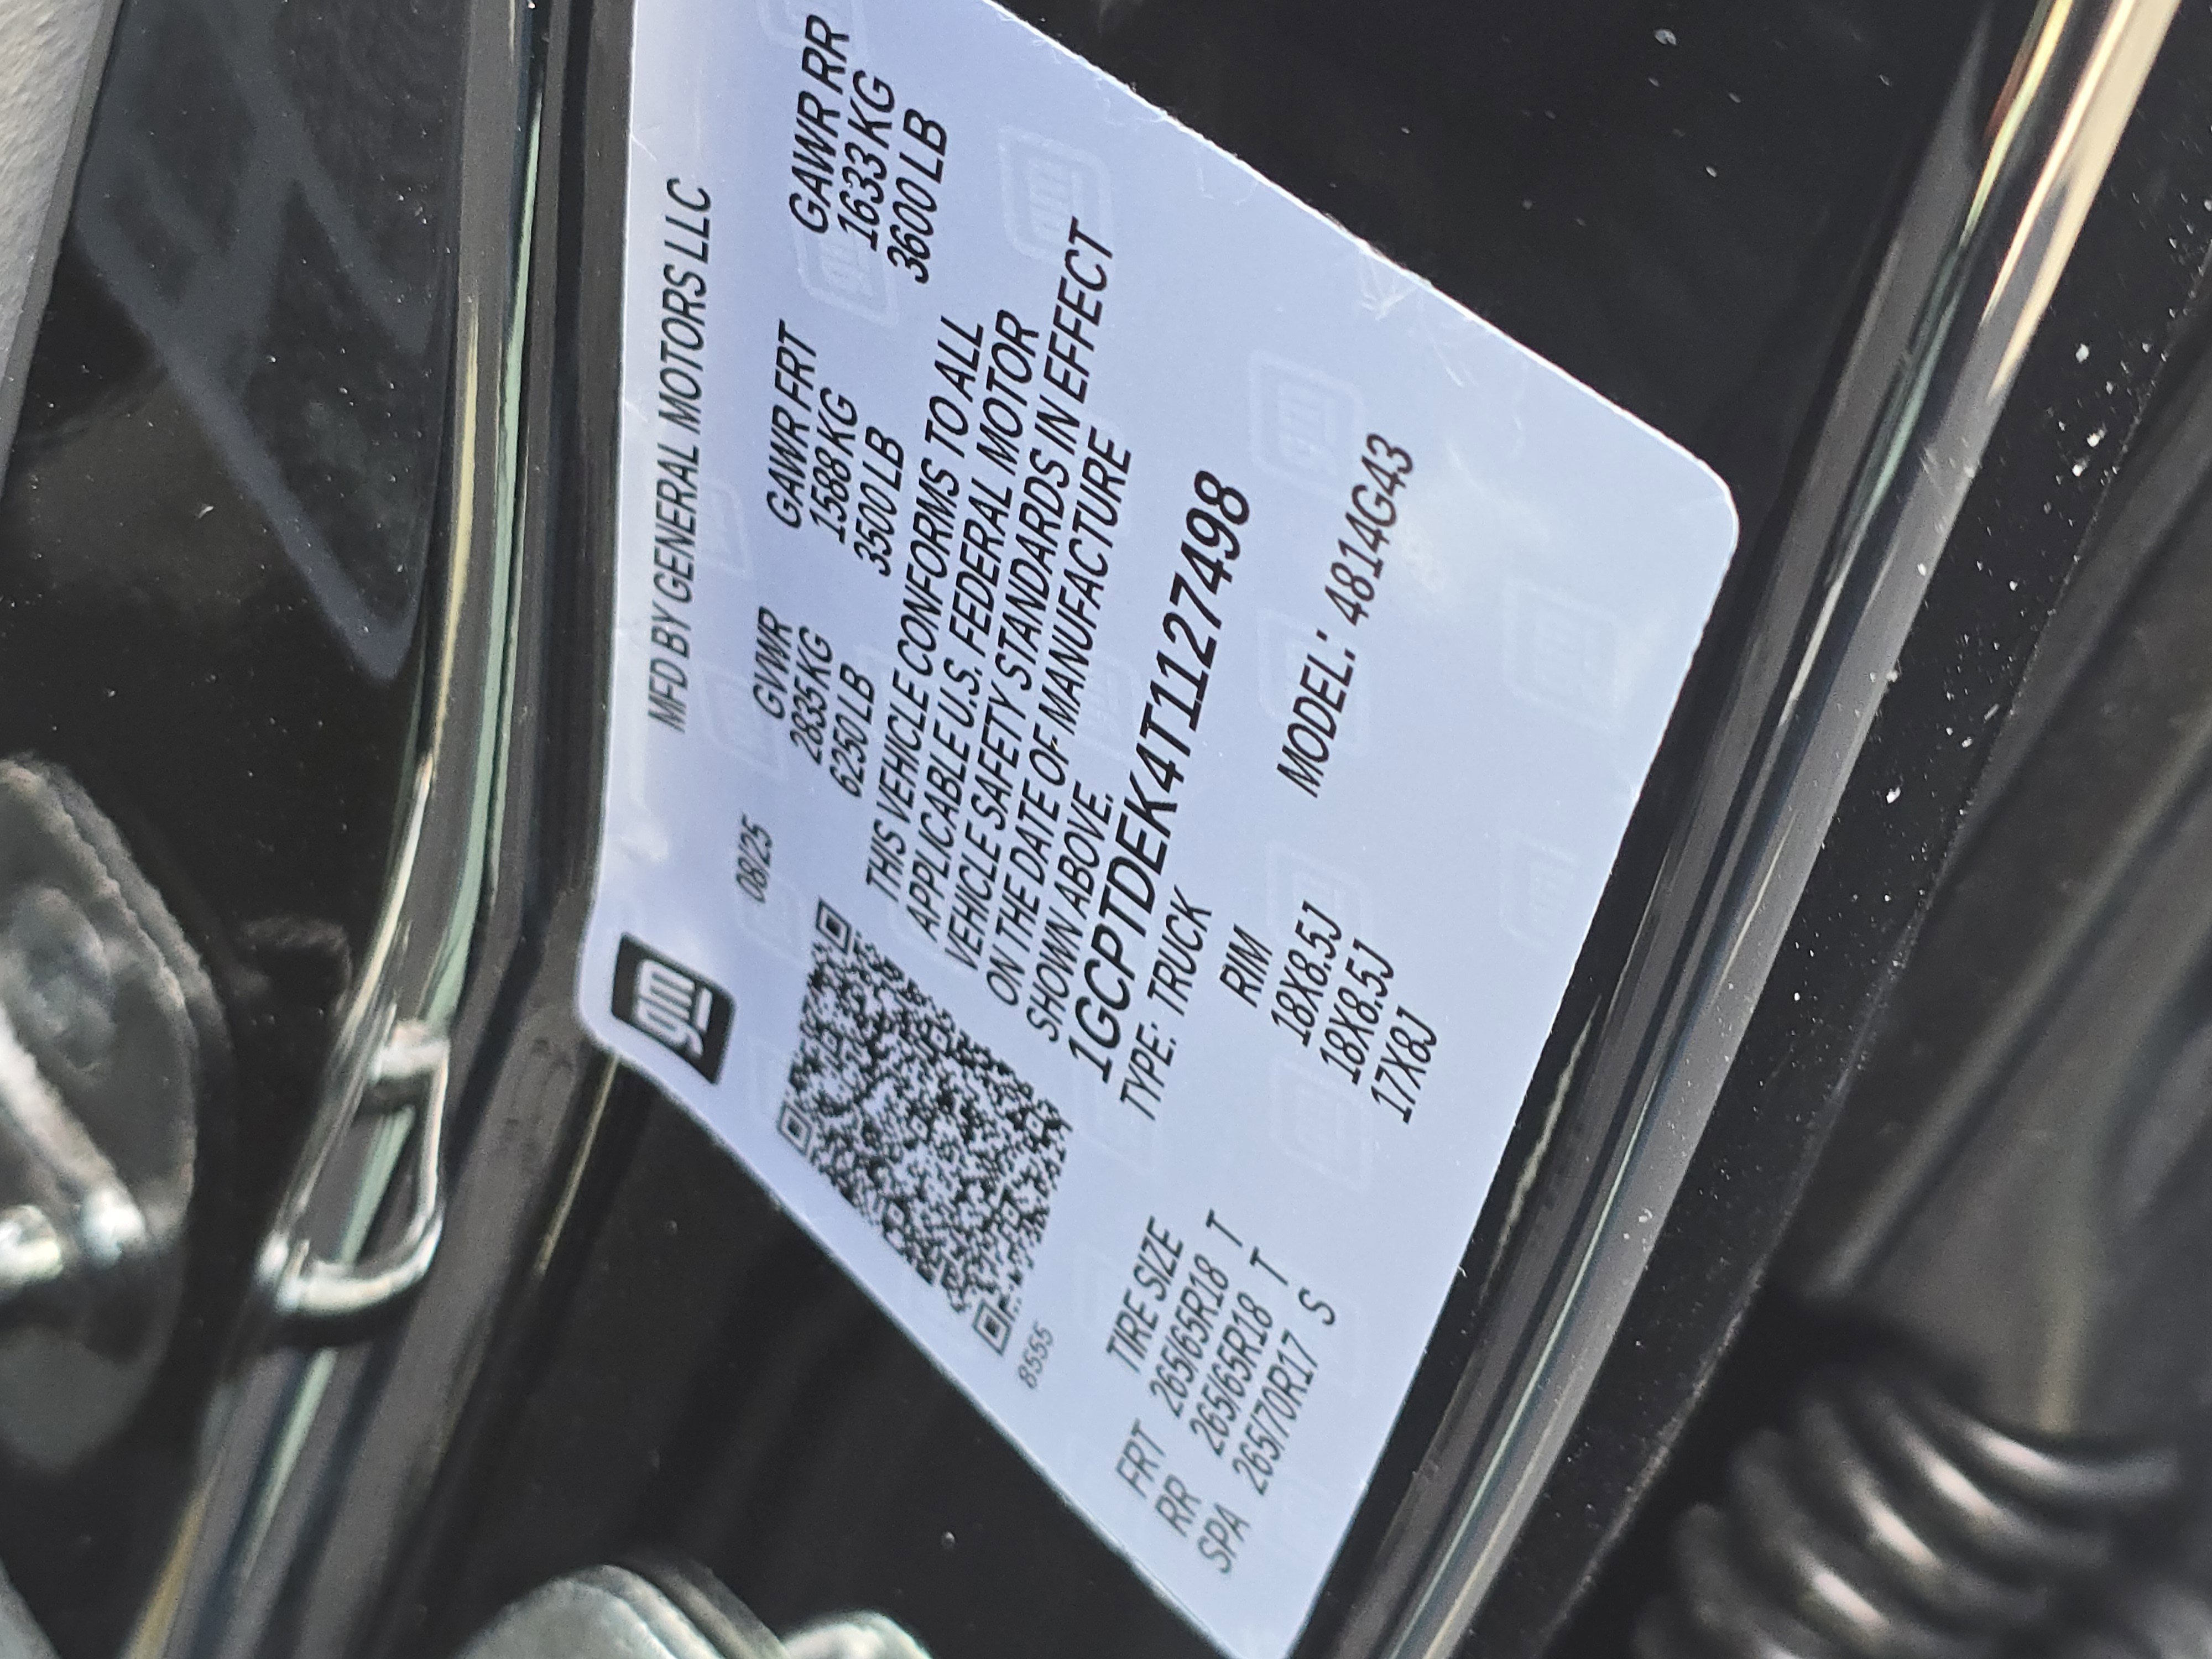 gm
MFD BY GENERAL MOTORS LLC
08/25 GVWR GAWR FRT GAWR RR
2835KG 1588KG 1633KG
6250LB 3500LB 3600LB
THIS VEHICLE CONFORMS TO ALL
APPLICABLE U.S. FEDERAL MOTOR
VEHICLE SAFETY STANDARDS IN EFFECT
ON THE DATE OF MANUFACTURE
SHOWN ABOVE.
1GCPTDEK4T1127498
8555
TYPE: TRUCK
MODEL: 4814G43
TIRE SIZE RIM
FRT 265/65R18 T 18X8.5J
RR 265/65R18 T 18X8.5J
SPA 265/70R17 S 17X8J